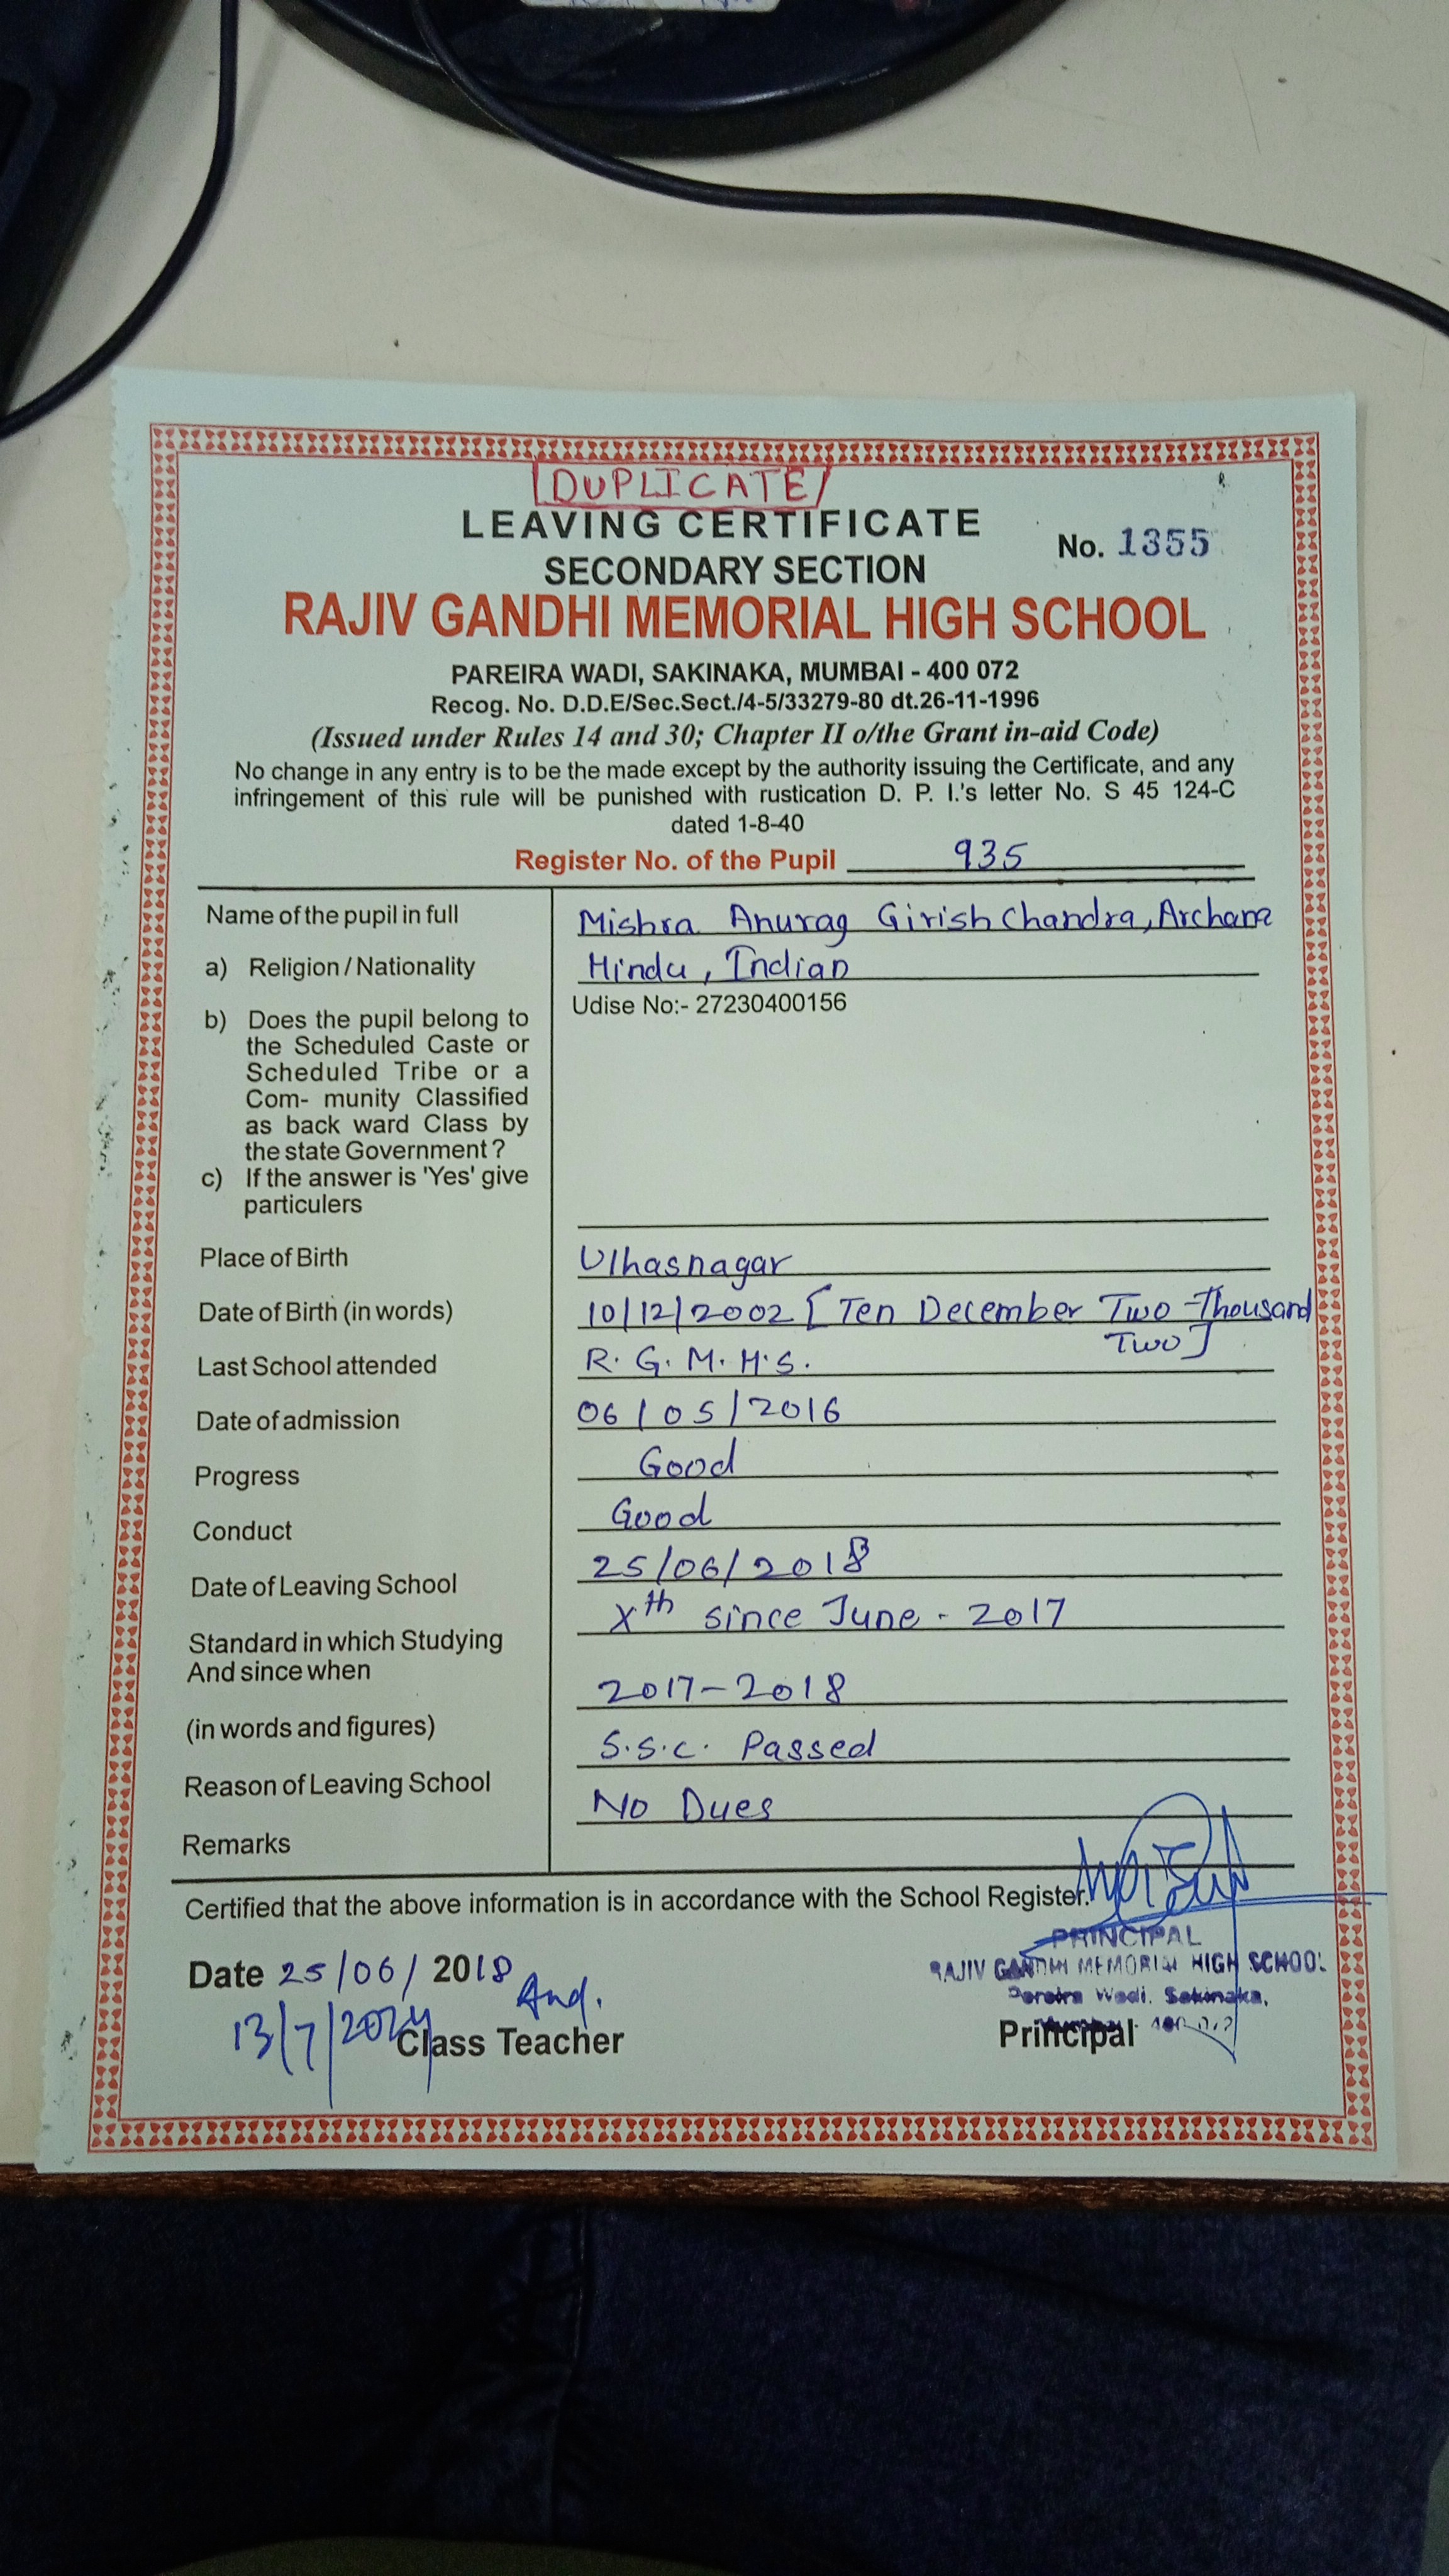 DUPLICATE
LEAVING CERTIFICATE
No. 1355
SECONDARY SECTION
RAJIV GANDHI MEMORIAL HIGH SCHOOL
PAREIRA WADI, SAKINAKA, MUMBAI - 400 072
Recog. No. D.D.E/Sec.Sect./4-5/33279-80 dt.26-11-1996
(Issued under Rules 14 and 30; Chapter II o/the Grant in-aid Code)
No change in any entry is to be the made except by the authority issuing the Certificate, and any
infringement of this rule will be punished with rustication D. P. I.'s letter No. S 45 124-C
dated 1-8-40
Register No. of the Pupil 935
Name of the pupil in full Mishra Anurag Girish Chandra, Archana
a) Religion / Nationality Hindu, Indian
Udise No:- 27230400156
b) Does the pupil belong to
the Scheduled Caste or
Scheduled Tribe or a
Com- munity Classified
as back ward Class by
the state Government ?
c) If the answer is 'Yes' give
particulers
Place of Birth Ulhasnagar
Date of Birth (in words) 10/12/2002 [Ten December Two-Thousand
Two]
Last School attended R. G. M. H. S.
Date of admission 06/05/2016
Progress Good
Conduct Good
Date of Leaving School 25/06/2018
Standard in which Studying Xth since June - 2017
And since when
(in words and figures) 2017-2018
Reason of Leaving School S.S.C. Passed
Remarks No Dues
Certified that the above information is in accordance with the School Register.
PRINCIPAL
RAJIV GANDHI MEMORIAL HIGH SCHOOL
Pereira Wadi, Sakinaka,
Date 25/06/2018
13/7/2024
Class Teacher
Principal